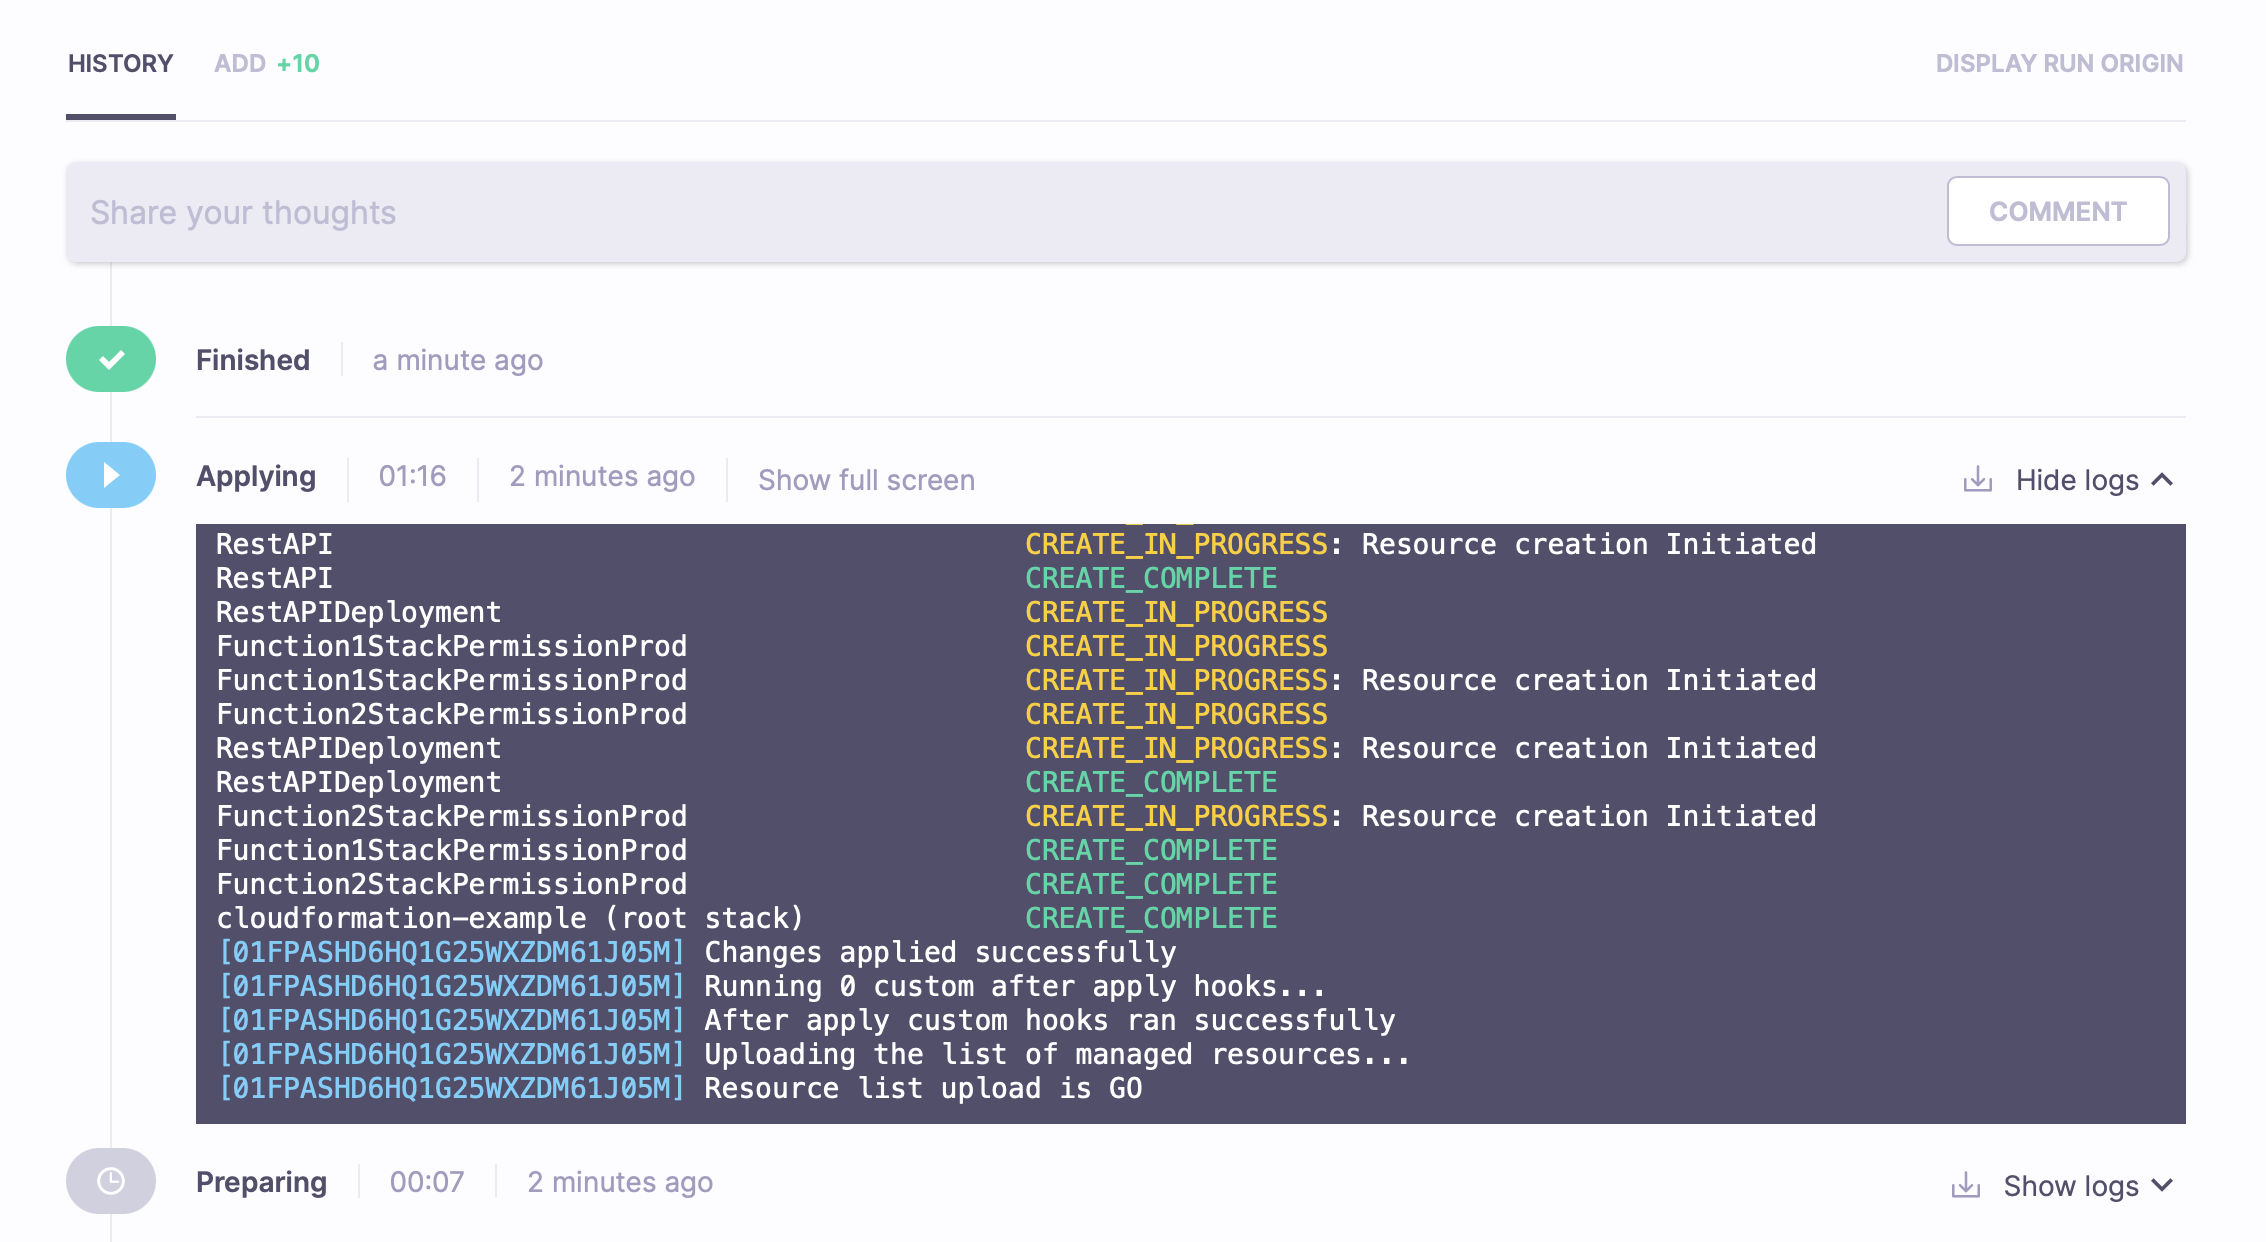 HISTORY ADD +10 DISPLAY RUN ORIGIN
Share your thoughts COMMENT
Finished a minute ago
Applying 01:16 2 minutes ago Show full screen Hide logs
RestAPI CREATE_IN_PROGRESS: Resource creation Initiated
RestAPI CREATE_COMPLETE
RestAPIDeployment CREATE_IN_PROGRESS
Function1StackPermissionProd CREATE_IN_PROGRESS
Function1StackPermissionProd CREATE_IN_PROGRESS: Resource creation Initiated
Function2StackPermissionProd CREATE_IN_PROGRESS
RestAPIDeployment CREATE_IN_PROGRESS: Resource creation Initiated
RestAPIDeployment CREATE_COMPLETE
Function2StackPermissionProd CREATE_IN_PROGRESS: Resource creation Initiated
Function1StackPermissionProd CREATE_COMPLETE
Function2StackPermissionProd CREATE_COMPLETE
cloudformation-example (root stack) CREATE_COMPLETE
[01FPASHD6HQ1G25WXZDM61J05M] Changes applied successfully
[01FPASHD6HQ1G25WXZDM61J05M] Running 0 custom after apply hooks...
[01FPASHD6HQ1G25WXZDM61J05M] After apply custom hooks ran successfully
[01FPASHD6HQ1G25WXZDM61J05M] Uploading the list of managed resources...
[01FPASHD6HQ1G25WXZDM61J05M] Resource list upload is GO
Preparing 00:07 2 minutes ago Show logs